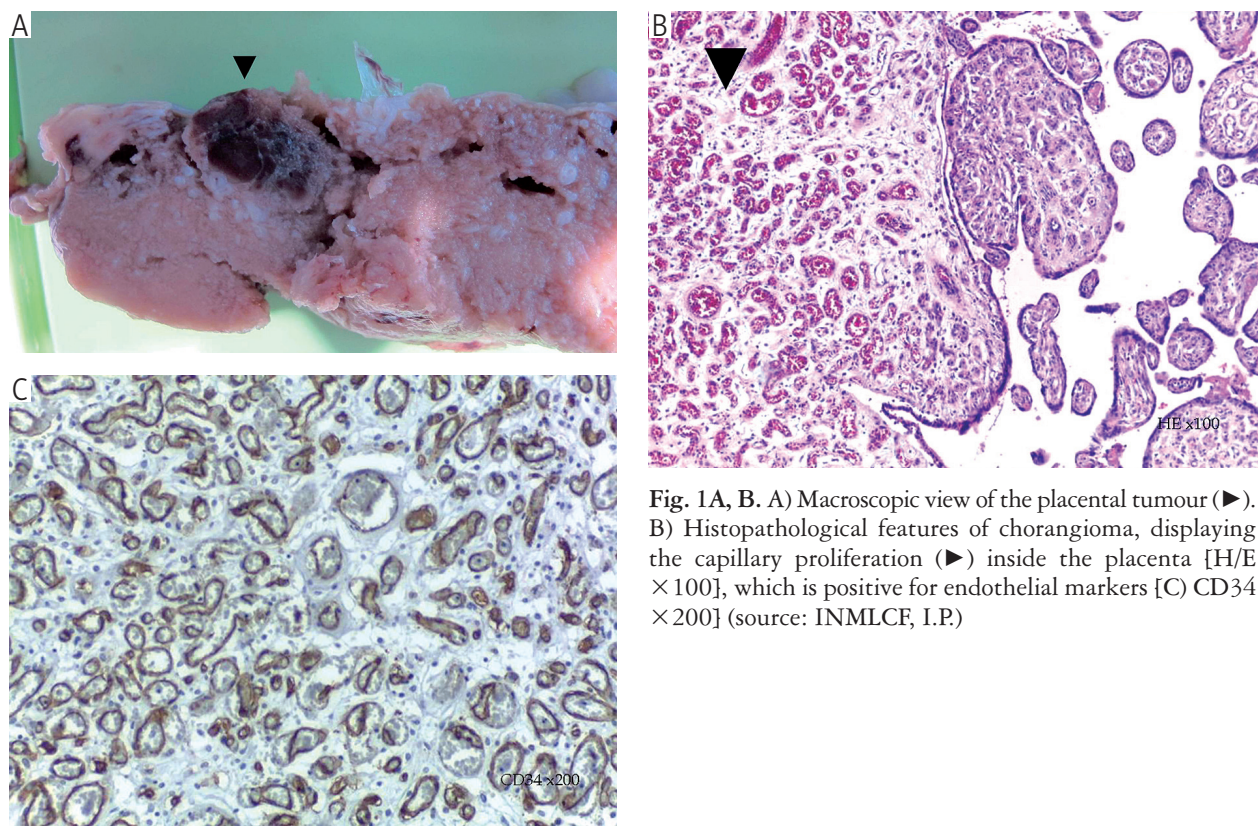 A
B
HE x100
C
CD34 x200
Fig. 1A, B. A) Macroscopic view of the placental tumour (►).
B) Histopathological features of chorangioma, displaying
the capillary proliferation (►) inside the placenta [H/E
×100], which is positive for endothelial markers [C) CD34
×200] (source: INMLCF, I.P.)